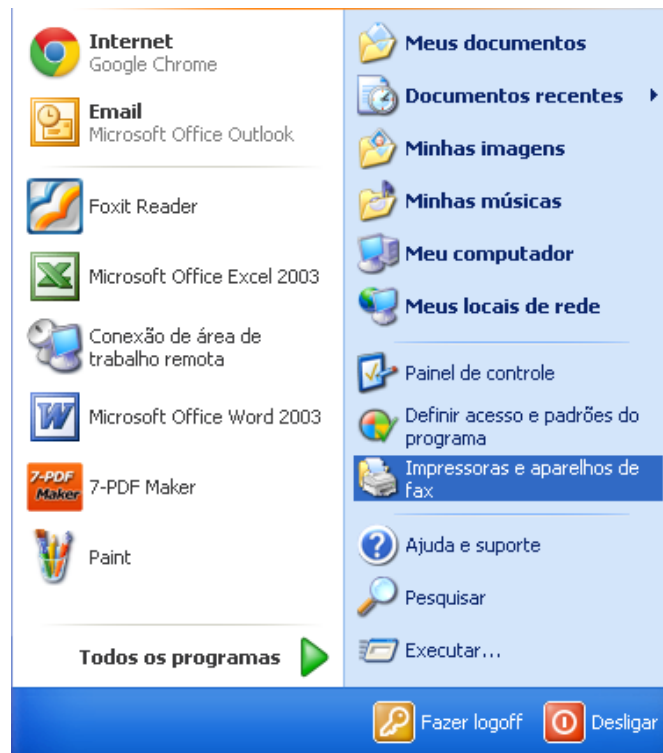 Internet
Google Chrome
Email
Microsoft Office Outlook
Foxit Reader
Microsoft Office Excel 2003
Conexão de área de
trabalho remota
Microsoft Office Word 2003
7-PDF
Maker
7-PDF Maker
Paint
Todos os programas
Meus documentos
Documentos recentes
Minhas imagens
Minhas músicas
Meu computador
Meus locais de rede
Painel de controle
Definir acesso e padrões do
programa
Impressoras e aparelhos de
fax
Ajuda e suporte
Pesquisar
Executar...
Fazer logoff
Desligar